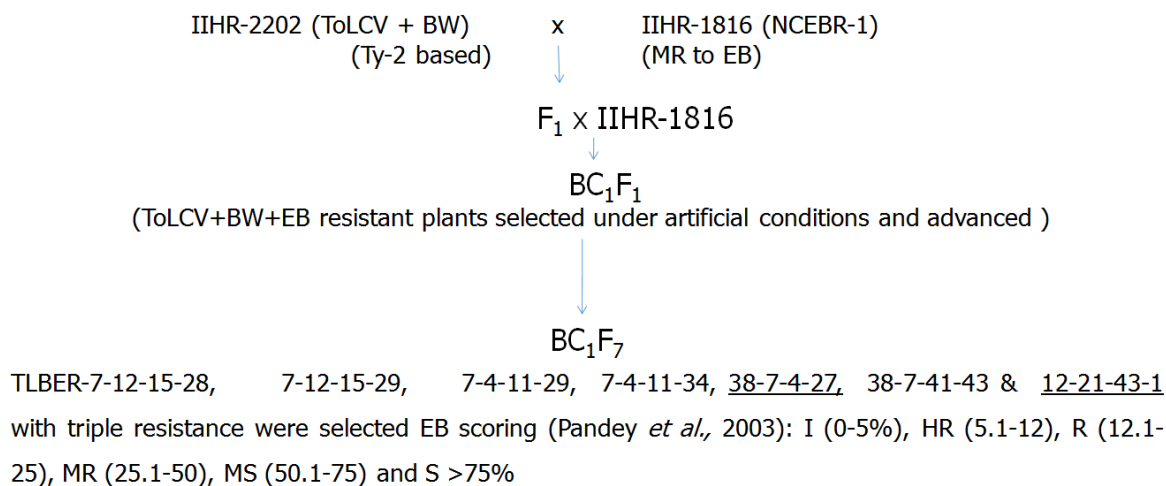 IIHR-2202 (ToLCV + BW) x IIHR-1816 (NCEBR-1)
(Ty-2 based) (MR to EB)
F₁ x IIHR-1816
BC₁F₁
(ToLCV+BW+EB resistant plants selected under artificial conditions and advanced )
BC₁F₇
TLBER-7-12-15-28, 7-12-15-29, 7-4-11-29, 7-4-11-34, 38-7-4-27, 38-7-41-43 & 12-21-43-1
with triple resistance were selected EB scoring (Pandey et al., 2003): I (0-5%), HR (5.1-12), R (12.1-
25), MR (25.1-50), MS (50.1-75) and S >75%